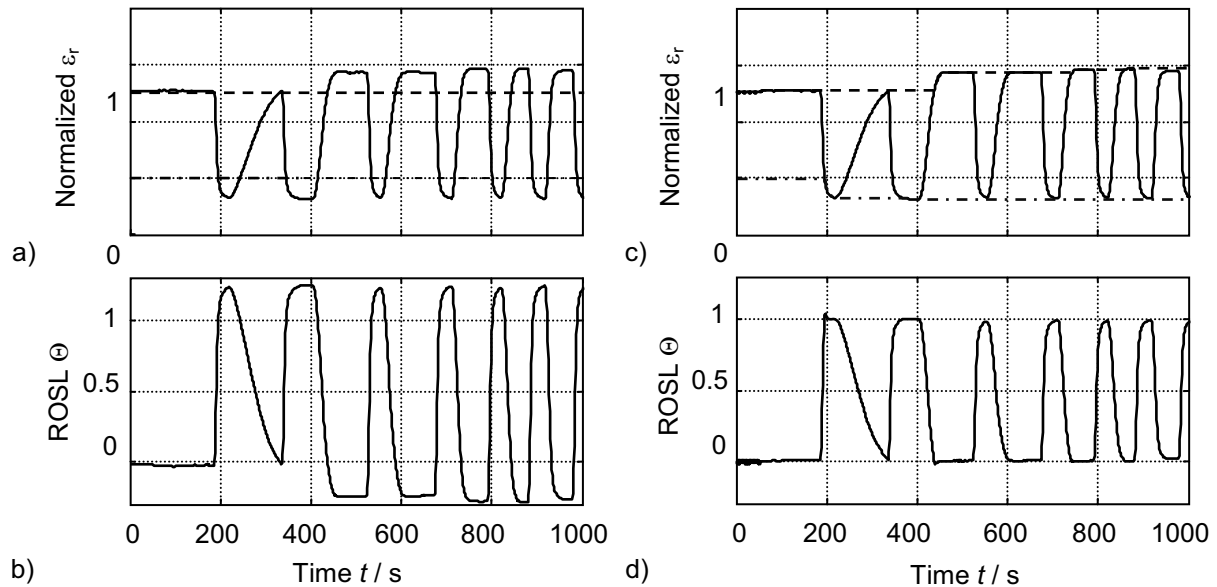 Normalized εr
1
0
a)
ROSL Θ
1
0.5
0
0 200 400 600 800 1000
Time t / s
b)
Normalized εr
1
0
c)
ROSL Θ
1
0.5
0
0 200 400 600 800 1000
Time t / s
d)